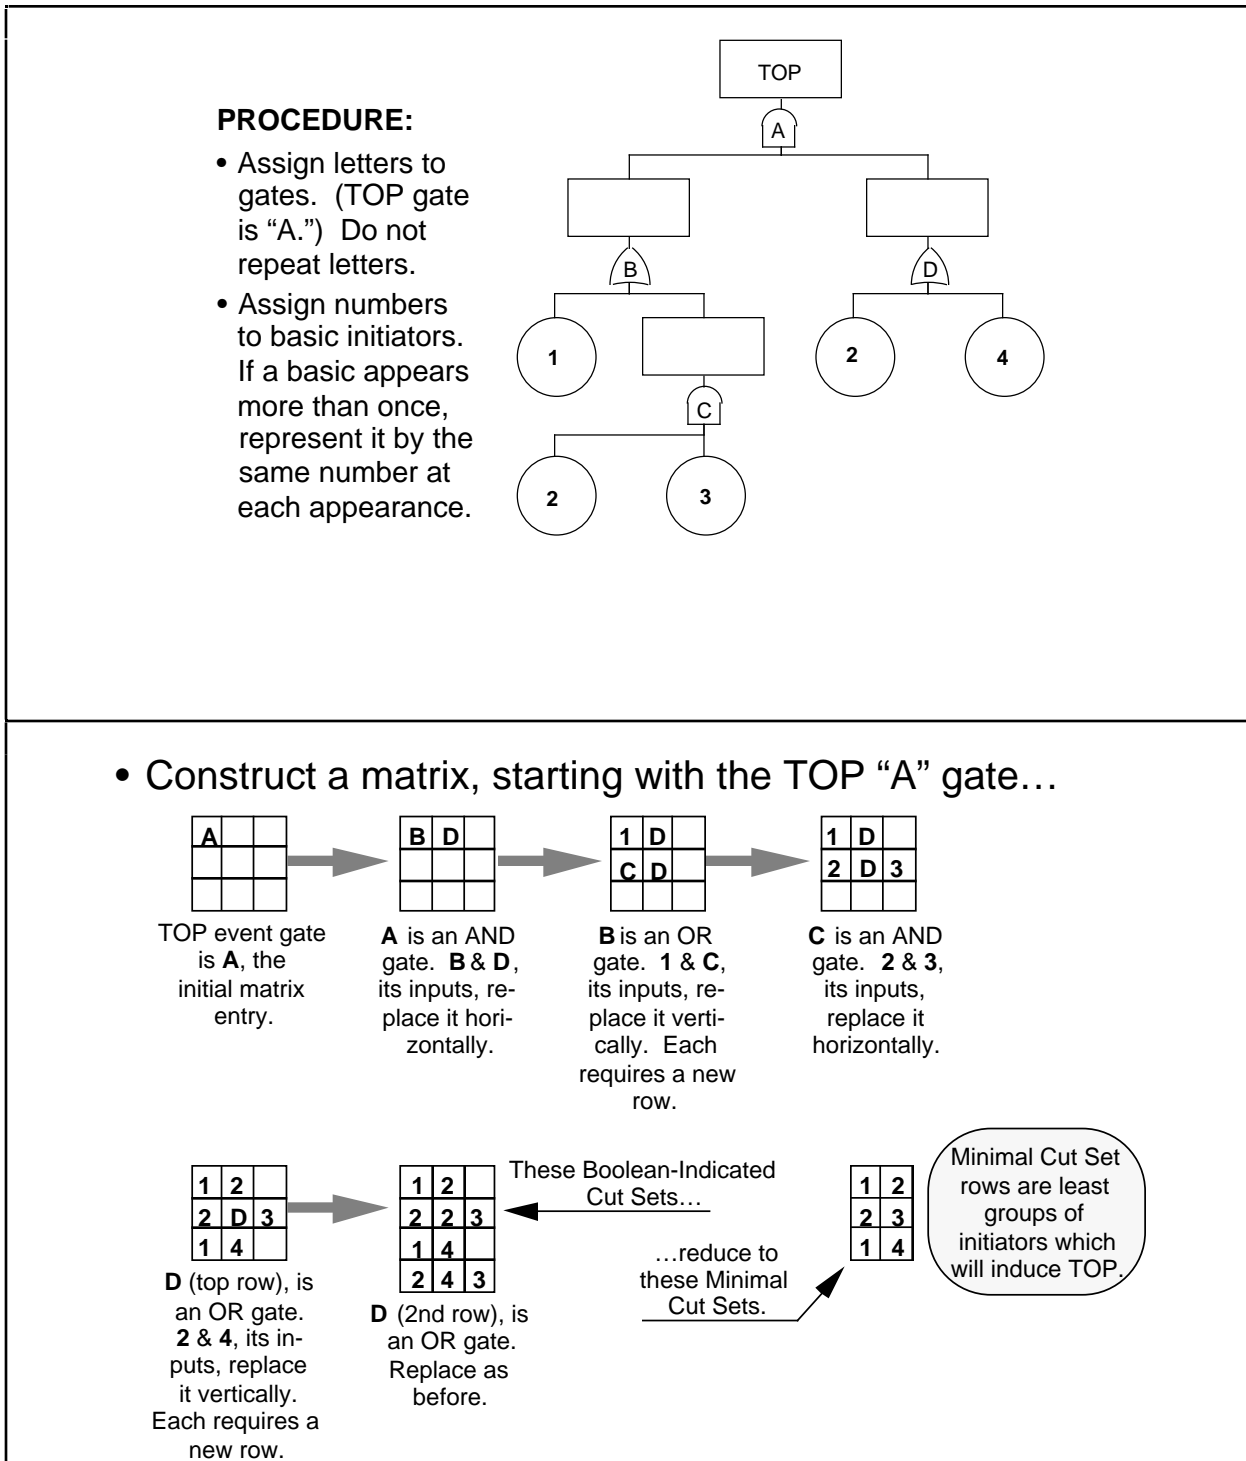 PROCEDURE:
• Assign letters to
gates. (TOP gate
is “A.”) Do not
repeat letters.
• Assign numbers
to basic initiators.
If a basic appears
more than once,
represent it by the
same number at
each appearance.
TOP
A
B
D
1
2
4
C
2
3
• Construct a matrix, starting with the TOP “A” gate…
A
TOP event gate
is A, the
initial matrix
entry.
B D
A is an AND
gate. B & D,
its inputs, re-
place it hori-
zontally.
1 D
C D
B is an OR
gate. 1 & C,
its inputs, re-
place it verti-
cally. Each
requires a new
row.
1 D
2 D 3
C is an AND
gate. 2 & 3,
its inputs,
replace it
horizontally.
1 2
2 D 3
1 4
D (top row), is
an OR gate.
2 & 4, its in-
puts, replace
it vertically.
Each requires a
new row.
1 2
2 2 3
1 4
2 4 3
D (2nd row), is
an OR gate.
Replace as
before.
These Boolean-Indicated
Cut Sets…
…reduce to
these Minimal
Cut Sets.
1 2
2 3
1 4
Minimal Cut Set
rows are least
groups of
initiators which
will induce TOP.